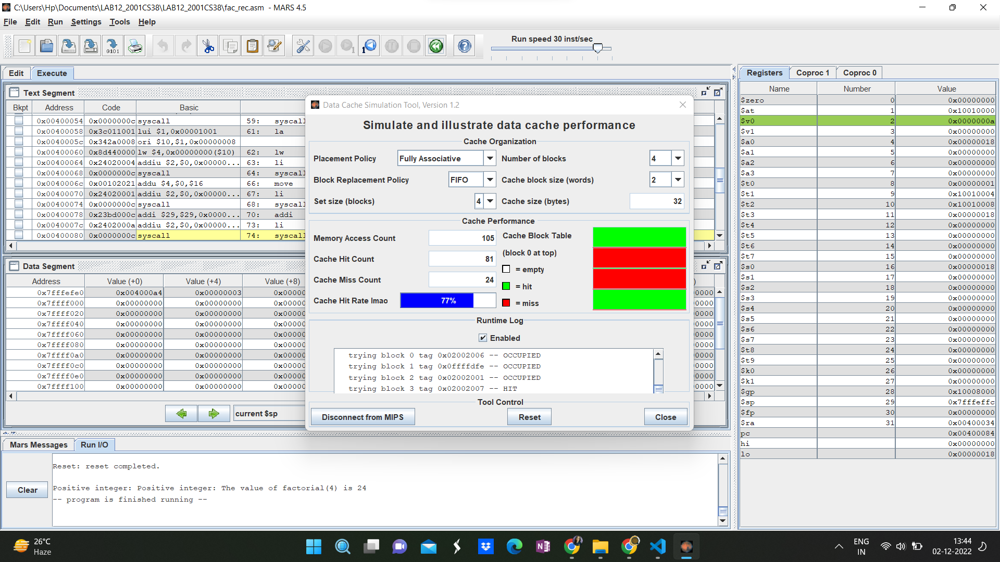 C:\Users\Hp\Documents\LAB12_2001CS38\LAB12_2001CS38\fac_rec.asm - MARS 4.5
File Edit Run Settings Tools Help
Run speed 30 inst/sec
Edit Execute
Text Segment
Bkpt Address Code Basic
0x00400054 0x0000000c syscall 59: syscall
0x00400058 0x3c011001 lui $1,0x00001001 61: la
0x0040005c 0x342a0008 ori $10,$1,0x00000008
0x00400060 0x8d440000 lw $4,0x00000000($10) 62: lw
0x00400064 0x24020004 addiu $2,$0,0x00000... 63: li
0x00400068 0x0000000c syscall 64: syscall
0x0040006c 0x00102021 addu $4,$0,$16 66: move
0x00400070 0x24020001 addiu $2,$0,0x00000... 67: li
0x00400074 0x0000000c syscall 68: syscall
0x00400078 0x23bd000c addi $29,$29,0x0000... 70: addi
0x0040007c 0x2402000a addiu $2,$0,0x00000... 73: li
0x00400080 0x0000000c syscall 74: syscall
Data Segment
Address Value (+0) Value (+4) Value (+8)
0x7fffefe0 0x004000a4 0x00000003 0x00000
0x7ffff000 0x00000000 0x00000000 0x00000
0x7ffff020 0x00000000 0x00000000 0x00000
0x7ffff040 0x00000000 0x00000000 0x00000
0x7ffff060 0x00000000 0x00000000 0x00000
0x7ffff080 0x00000000 0x00000000 0x00000
0x7ffff0a0 0x00000000 0x00000000 0x00000
0x7ffff0c0 0x00000000 0x00000000 0x00000
0x7ffff0e0 0x00000000 0x00000000 0x00000
0x7ffff100 0x00000000 0x00000000 0x00000
current $sp
Data Cache Simulation Tool, Version 1.2
Simulate and illustrate data cache performance
Cache Organization
Placement Policy Fully Associative Number of blocks 4
Block Replacement Policy FIFO Cache block size (words) 2
Set size (blocks) 4 Cache size (bytes) 32
Cache Performance
Memory Access Count 105 Cache Block Table
(block 0 at top)
Cache Hit Count 81
= empty
Cache Miss Count 24
= hit
Cache Hit Rate lmao 77%
= miss
Runtime Log
Enabled
trying block 0 tag 0x02002006 -- OCCUPIED
trying block 1 tag 0x0ffffdfe -- OCCUPIED
trying block 2 tag 0x02002001 -- OCCUPIED
trying block 3 tag 0x02002007 -- HIT
Tool Control
Disconnect from MIPS Reset Close
Mars Messages Run I/O
Clear
Reset: reset completed.
Positive integer: Positive integer: The value of factorial(4) is 24
-- program is finished running --
Registers Coproc 1 Coproc 0
Name Number Value
$zero 0 0x00000000
$at 1 0x10010000
$v0 2 0x0000000a
$v1 3 0x00000000
$a0 4 0x00000018
$a1 5 0x00000000
$a2 6 0x00000000
$a3 7 0x00000000
$t0 8 0x00000001
$t1 9 0x10010004
$t2 10 0x10010008
$t3 11 0x00000018
$t4 12 0x00000000
$t5 13 0x00000000
$t6 14 0x00000000
$t7 15 0x00000000
$s0 16 0x00000018
$s1 17 0x00000000
$s2 18 0x00000000
$s3 19 0x00000000
$s4 20 0x00000000
$s5 21 0x00000000
$s6 22 0x00000000
$s7 23 0x00000000
$t8 24 0x00000000
$t9 25 0x00000000
$k0 26 0x00000000
$k1 27 0x00000000
$gp 28 0x10008000
$sp 29 0x7fffeffc
$fp 30 0x00000000
$ra 31 0x00400034
pc 0x00400084
hi 0x00000000
lo 0x00000018
26°C
Haze
ENG
IN
13:44
02-12-2022